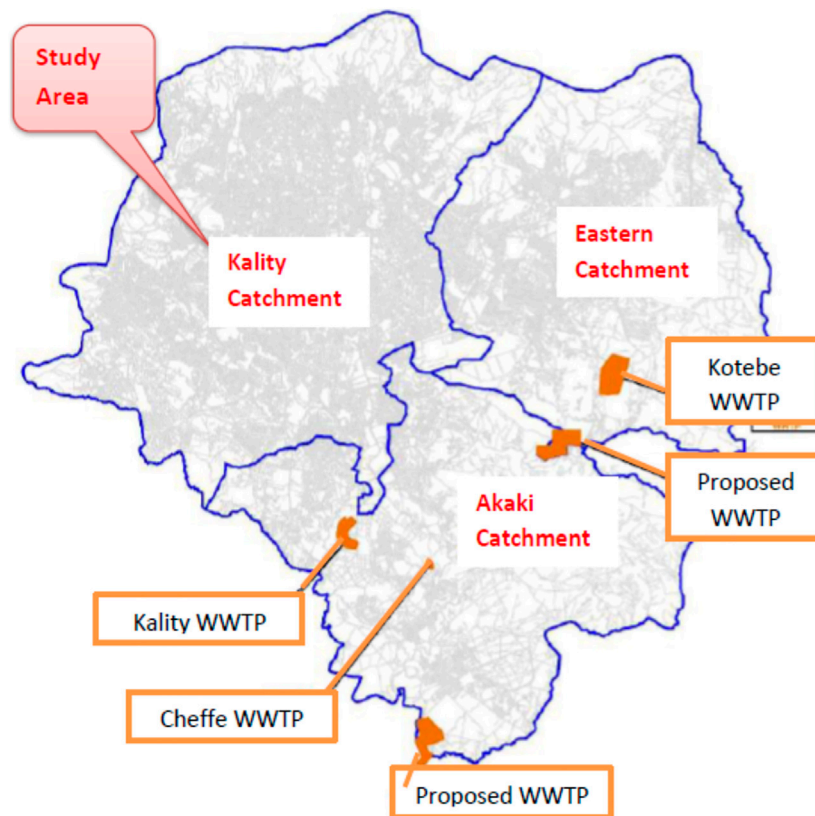 Study
Area
Kality
Catchment
Eastern
Catchment
Kotebe
WWTP
Proposed
WWTP
Akaki
Catchment
Kality WWTP
Cheffe WWTP
Proposed WWTP